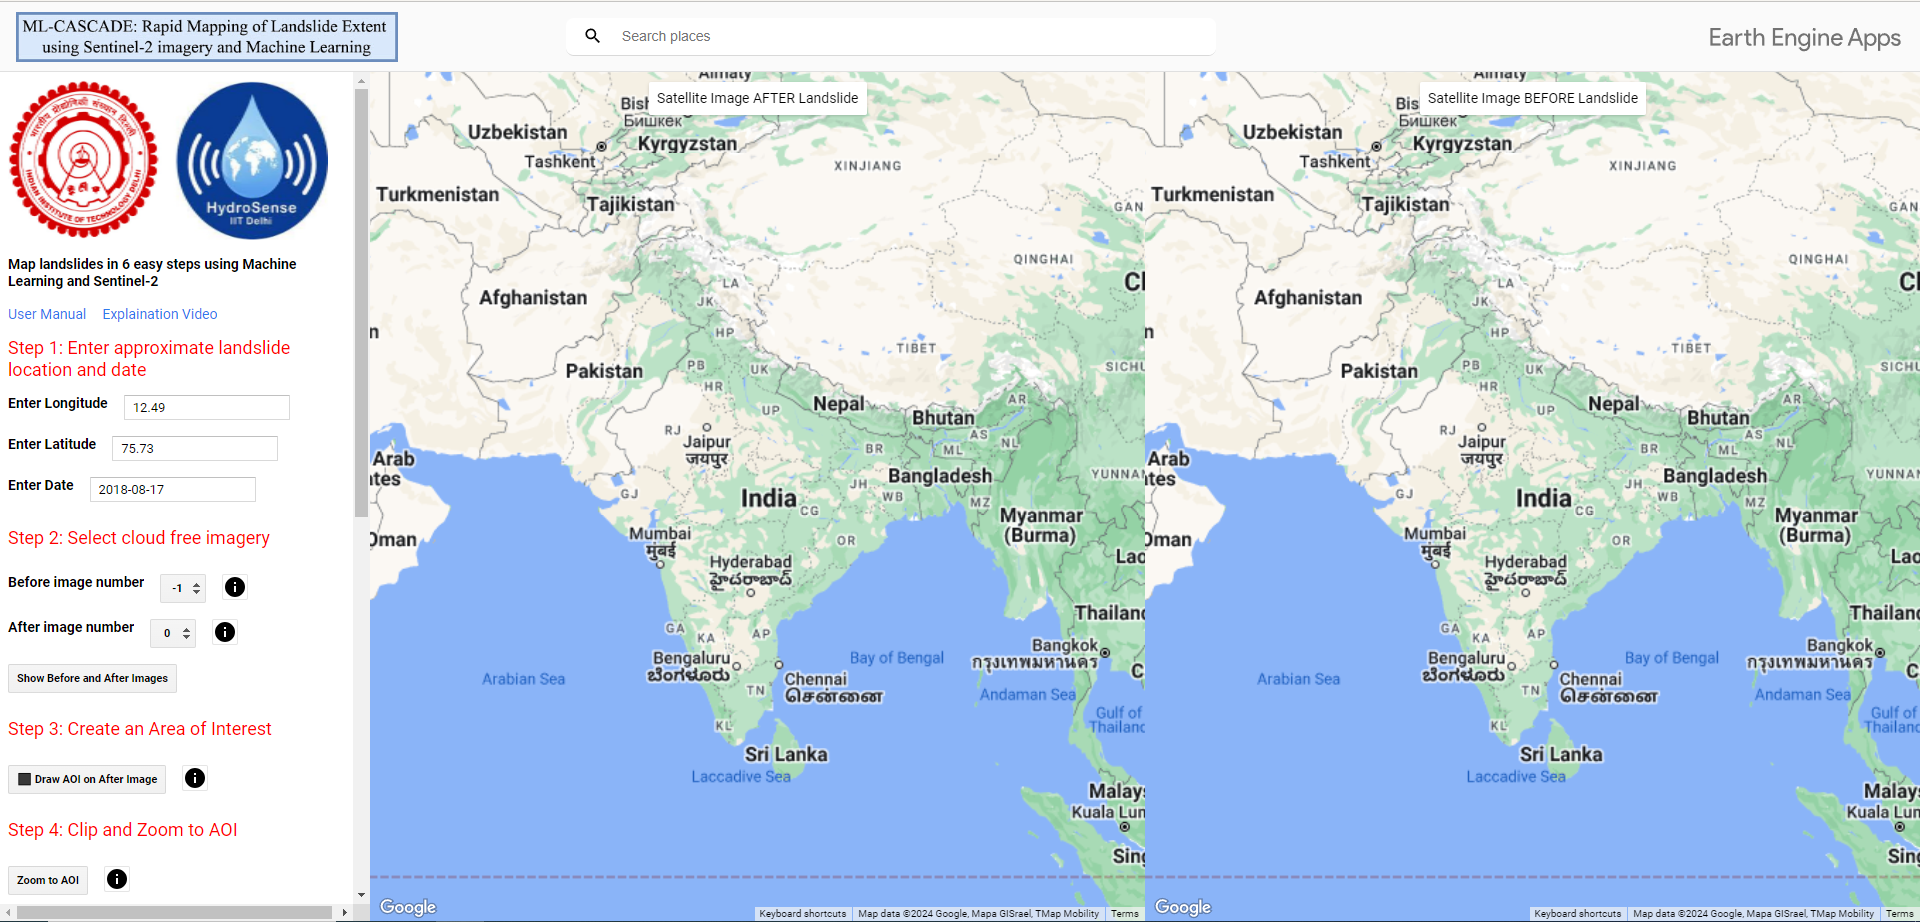 ML-CASCADE: Rapid Mapping of Landslide Extent
using Sentinel-2 imagery and Machine Learning
Search places
Earth Engine Apps
INDIAN INSTITUTE OF TECHNOLOGY DELHI
HydroSense
IIT Delhi
Map landslides in 6 easy steps using Machine
Learning and Sentinel-2
User Manual Explaination Video
Step 1: Enter approximate landslide
location and date
Enter Longitude 12.49
Enter Latitude 75.73
Enter Date 2018-08-17
Step 2: Select cloud free imagery
Before image number -1
After image number 0
Show Before and After Images
Step 3: Create an Area of Interest
Draw AOI on After Image
Step 4: Clip and Zoom to AOI
Zoom to AOI
Satellite Image AFTER Landslide
Almaty
Bish
Бишкек
Uzbekistan
Kyrgyzstan
Tashkent
XINJIANG
Turkmenistan
Tajikistan
GAN
QINGHAI
LA
JK
Afghanistan
HP
TIBET
PB
UK
Pakistan
SICHU
HR
Nepal
AR
UP
Bhutan
RJ
AS
NL
Jaipur
जयपुर
BR
ML
Arab
tes
Bangladesh
YUNNAN
JH
GJ
India
WB
MZ
CG
Myanmar
(Burma)
Mumbai
मुंबई
Oman
OR
Lao
Hyderabad
హైదరాబాద్
Thailand
GA
KA
AP
Bengaluru
ಬೆಂಗಳೂರು
Bay of Bengal
Bangkok
กรุงเทพมหานคร
Arabian Sea
Chennai
சென்னை
TN
Andaman Sea
Gulf of
Thailand
KL
Sri Lanka
Laccadive Sea
Malays
Kuala Lum
Sing
Google
Keyboard shortcuts Map data ©2024 Google, Mapa GISrael, TMap Mobility Terms
Satellite Image BEFORE Landslide
Almaty
Bis
Бишкек
Uzbekistan
Kyrgyzstan
Tashkent
XINJIANG
Turkmenistan
Tajikistan
GAN
QINGHAI
LA
JK
Afghanistan
HP
TIBET
PB
UK
Pakistan
SICHU
HR
Nepal
AR
UP
Bhutan
RJ
AS
NL
Jaipur
जयपुर
BR
ML
Arab
tes
Bangladesh
YUNNAN
JH
GJ
India
WB
MZ
CG
Myanmar
(Burma)
Mumbai
मुंबई
Oman
OR
Lao
Hyderabad
హైదరాబాద్
Thailand
GA
KA
AP
Bengaluru
ಬೆಂಗಳೂರು
Bay of Bengal
Bangkok
กรุงเทพมหานคร
Arabian Sea
Chennai
சென்னை
TN
Andaman Sea
Gulf of
Thailand
KL
Sri Lanka
Laccadive Sea
Malays
Kuala Lum
Sing
Google
Keyboard shortcuts Map data ©2024 Google, Mapa GISrael, TMap Mobility Terms